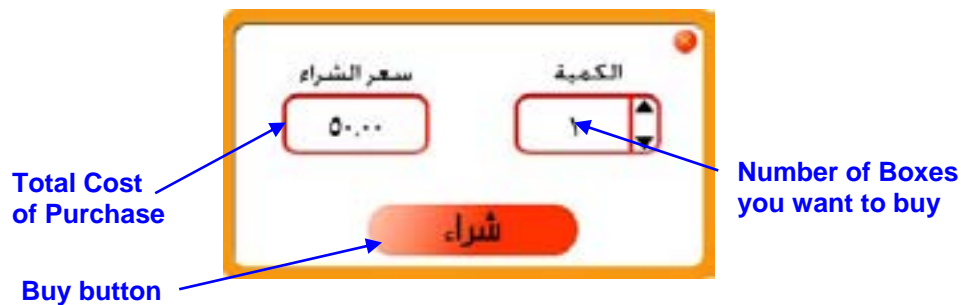 الكمية
سعر الشراء
١
٥٠.٠٠
شراء
Total Cost
of Purchase
Number of Boxes
you want to buy
Buy button